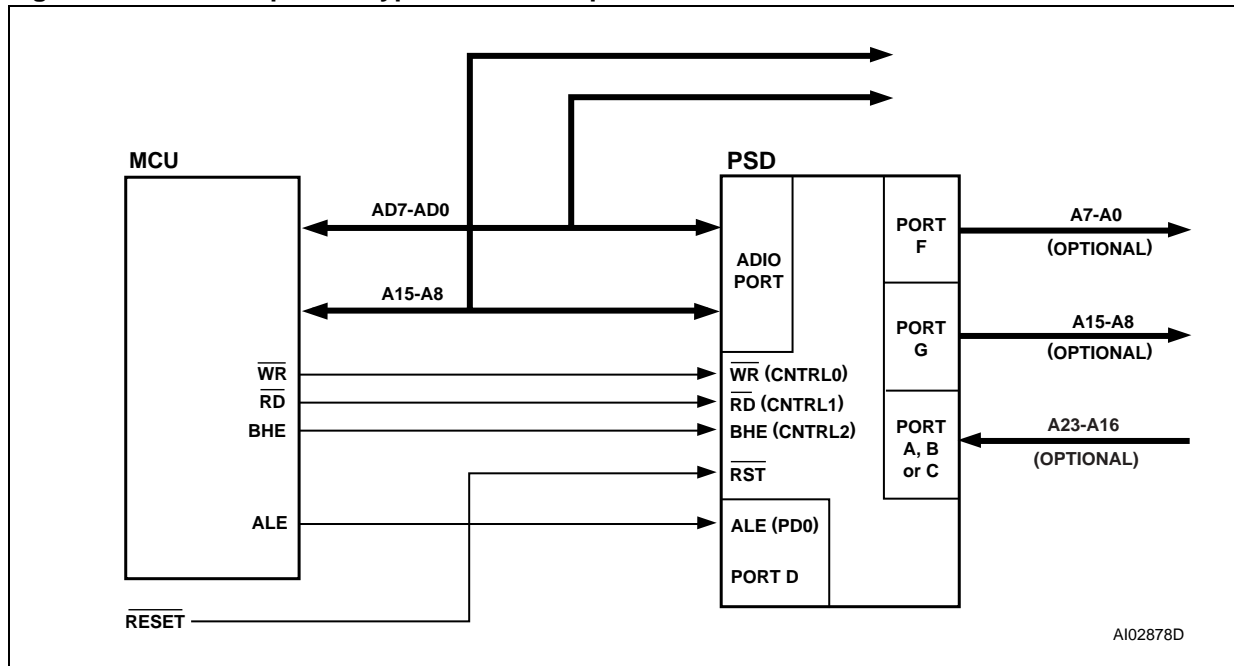 MCU
PSD
AD7-AD0
A15-A8
ADIO
PORT
PORT
F
A7-A0
(OPTIONAL)
PORT
G
A15-A8
(OPTIONAL)
PORT
A, B
or C
A23-A16
(OPTIONAL)
WR
RD
BHE
ALE
WR (CNTRL0)
RD (CNTRL1)
BHE (CNTRL2)
RST
ALE (PD0)
PORT D
RESET
AI02878D